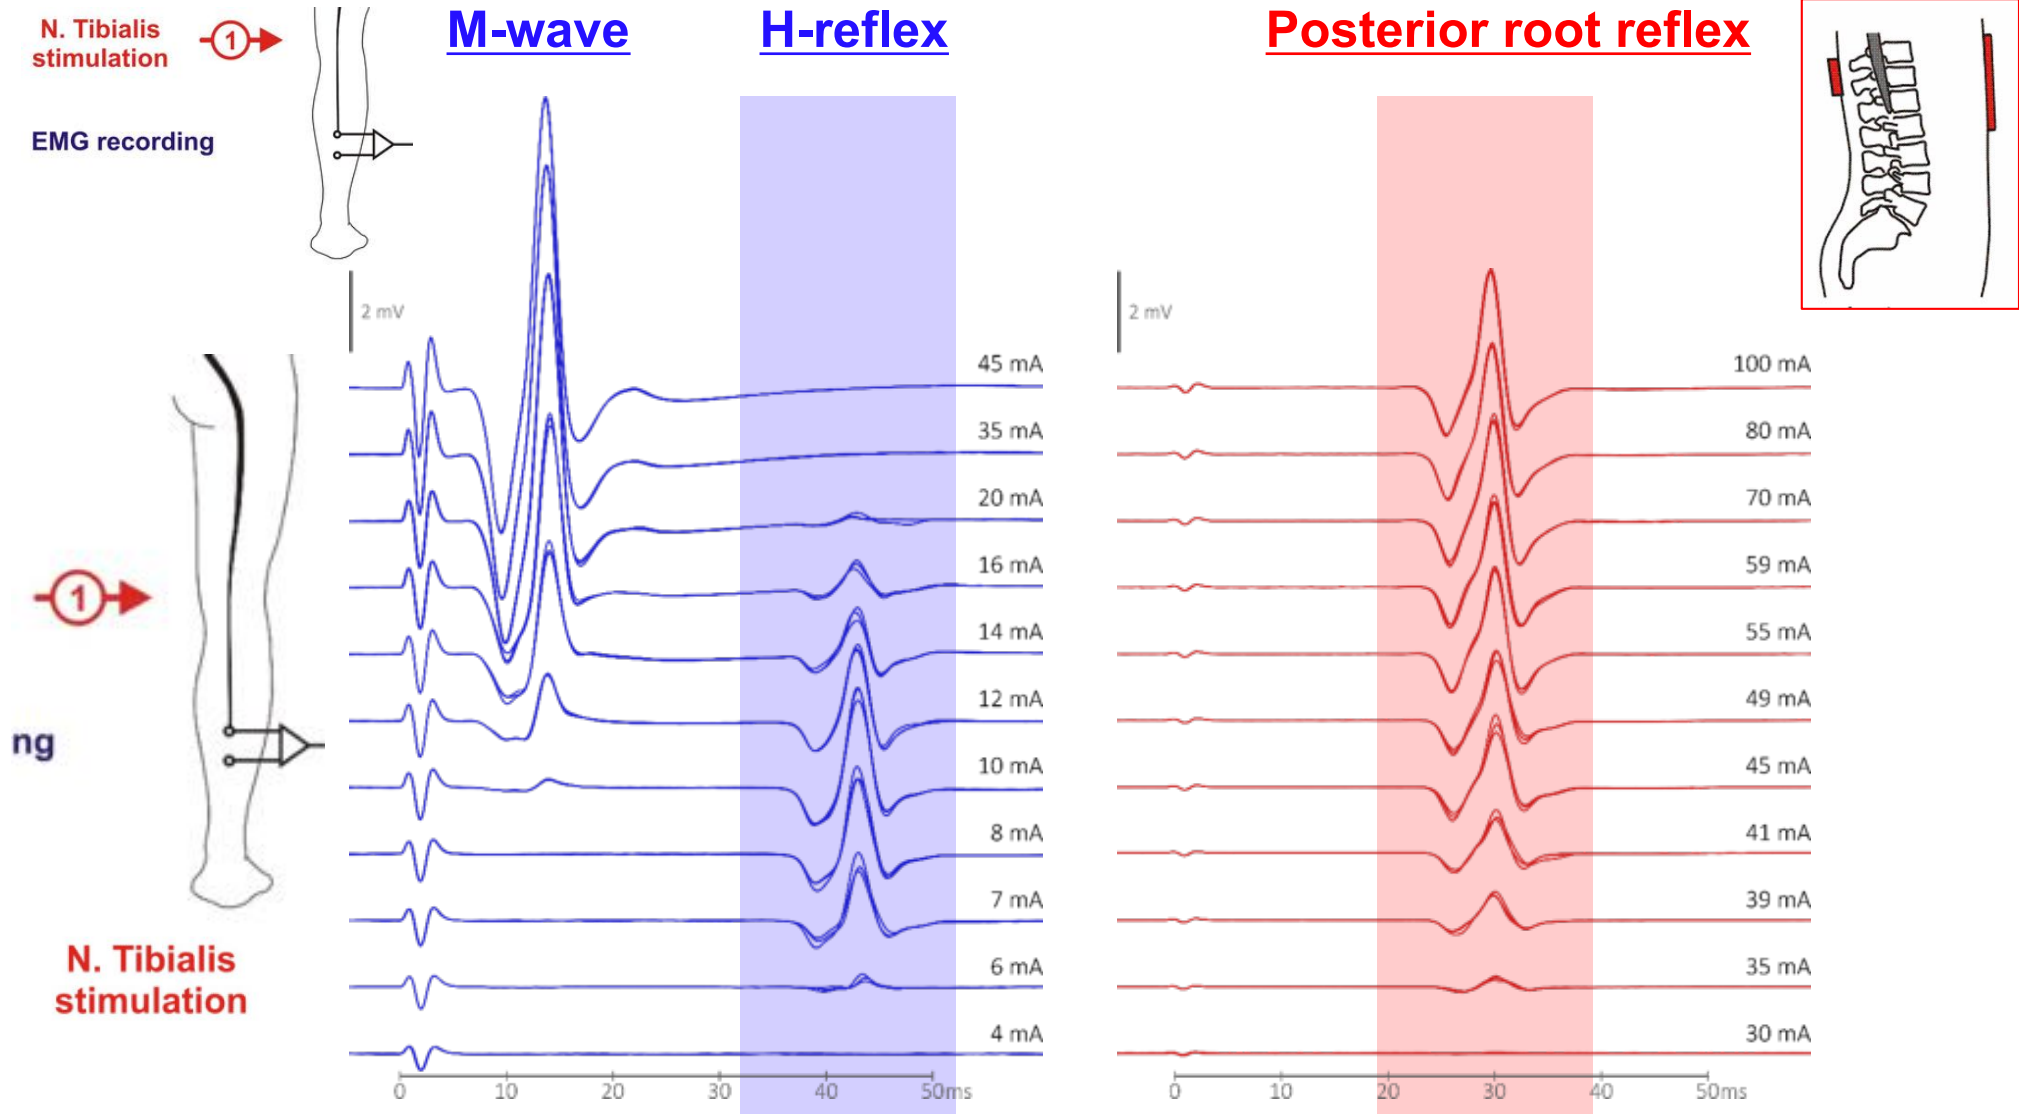 N. Tibialis
stimulation
1
EMG recording
M-wave
H-reflex
Posterior root reflex
2 mV
45 mA
35 mA
20 mA
16 mA
14 mA
12 mA
10 mA
8 mA
7 mA
6 mA
4 mA
0 10 20 30 40 50ms
2 mV
100 mA
80 mA
70 mA
59 mA
55 mA
49 mA
45 mA
41 mA
39 mA
35 mA
30 mA
0 10 20 30 40 50ms
1
ng
N. Tibialis
stimulation